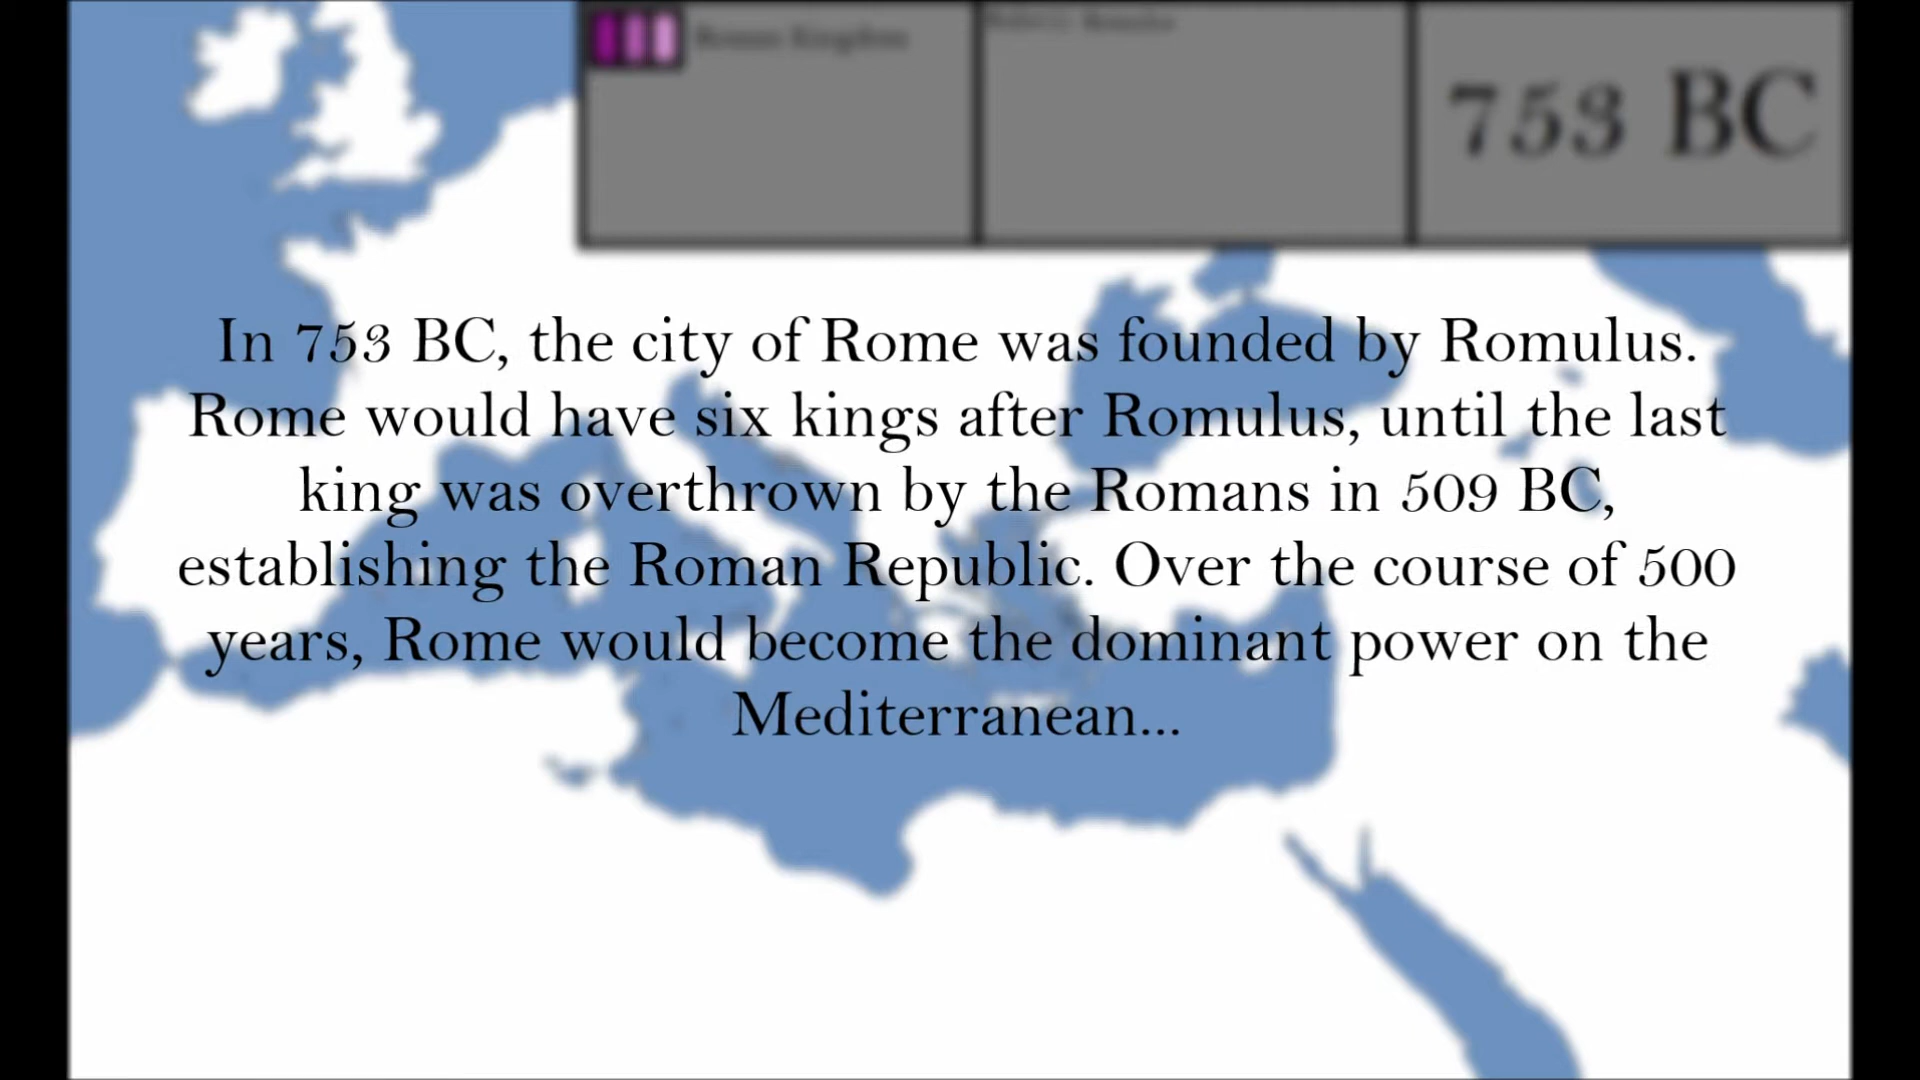 Roman Kingdom
753 BC
In 753 BC, the city of Rome was founded by Romulus.
Rome would have six kings after Romulus, until the last
king was overthrown by the Romans in 509 BC,
establishing the Roman Republic. Over the course of 500
years, Rome would become the dominant power on the
Mediterranean...